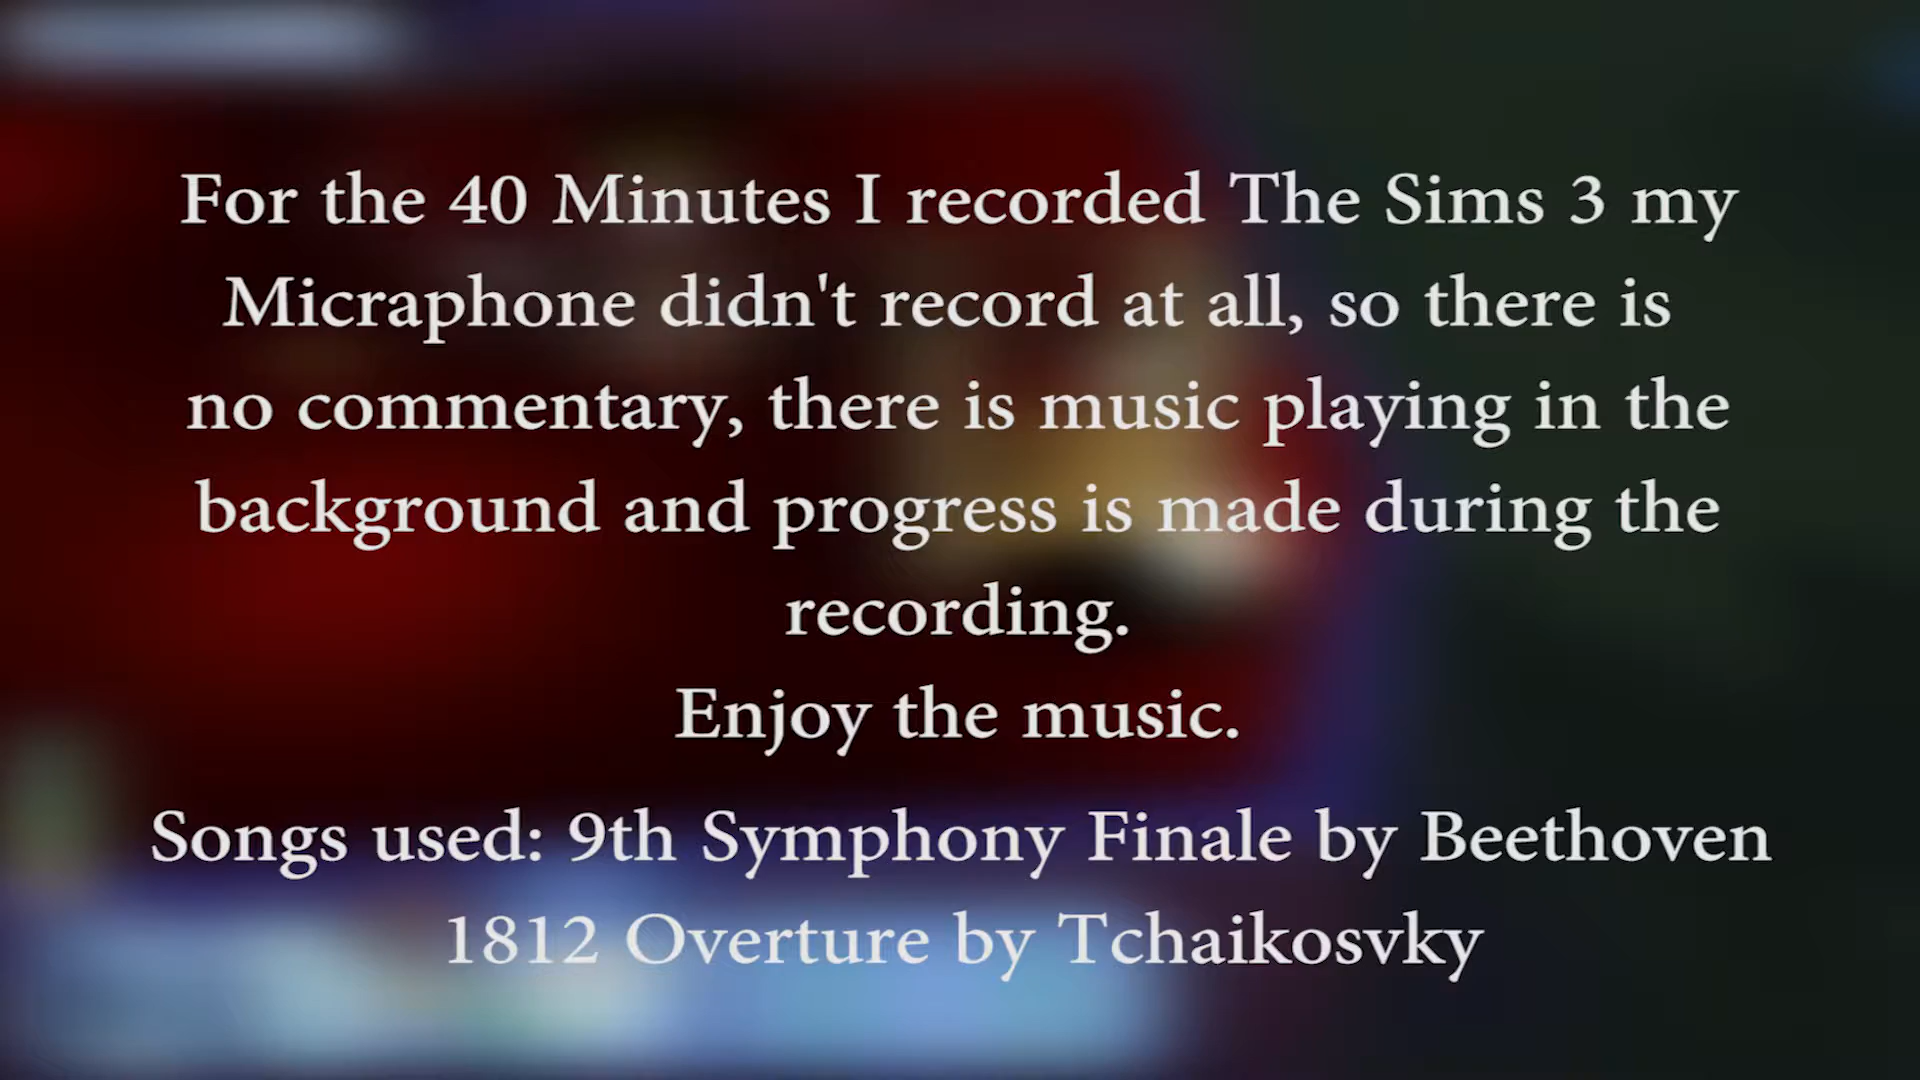 For the 40 Minutes I recorded The Sims 3 my
Micraphone didn't record at all, so there is
no commentary, there is music playing in the
background and progress is made during the
recording.
Enjoy the music.
Songs used: 9th Symphony Finale by Beethoven
1812 Overture by Tchaikosvky